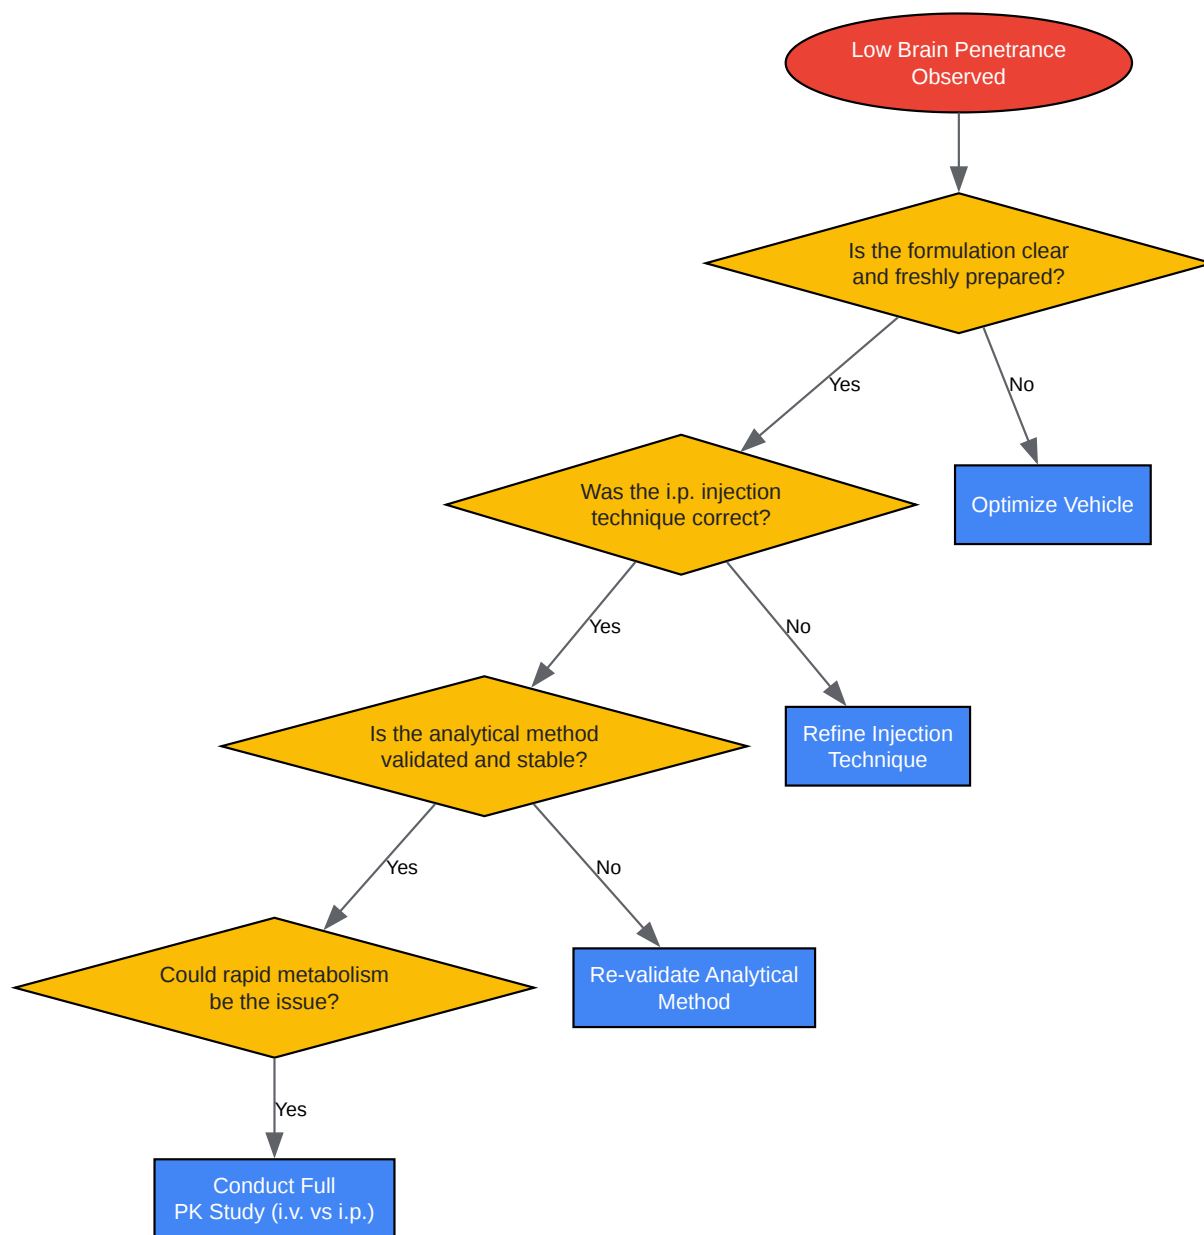 Low Brain Penetrance
Observed
Is the formulation clear
and freshly prepared?
Yes
No
Was the i.p. injection
technique correct?
Optimize Vehicle
Yes
No
Is the analytical method
validated and stable?
Refine Injection
Technique
Yes
No
Could rapid metabolism
be the issue?
Re-validate Analytical
Method
Yes
Conduct Full
PK Study (i.v. vs i.p.)